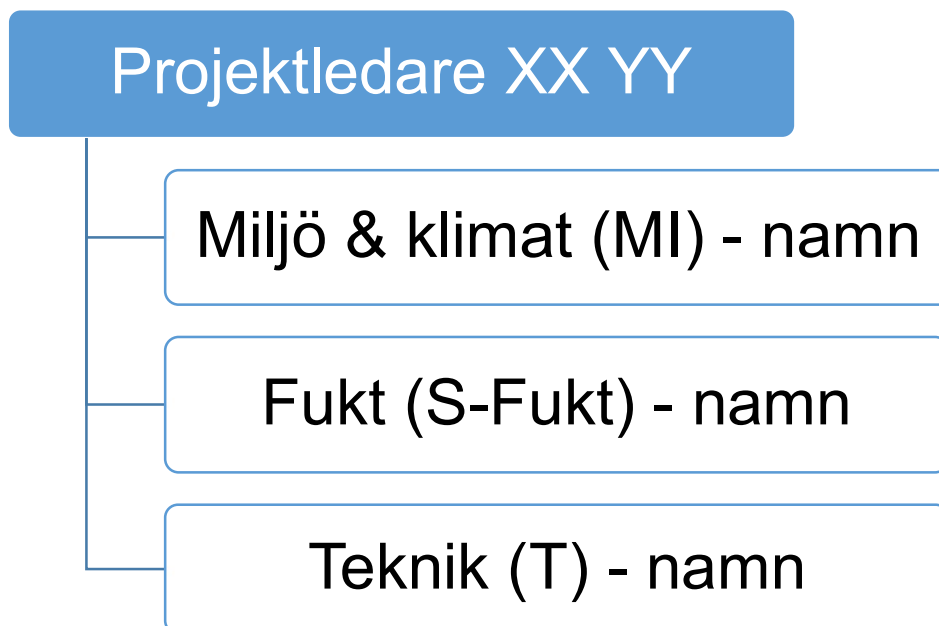 Projektledare XX YY
Miljö & klimat (MI) - namn
Fukt (S-Fukt) - namn
Teknik (T) - namn